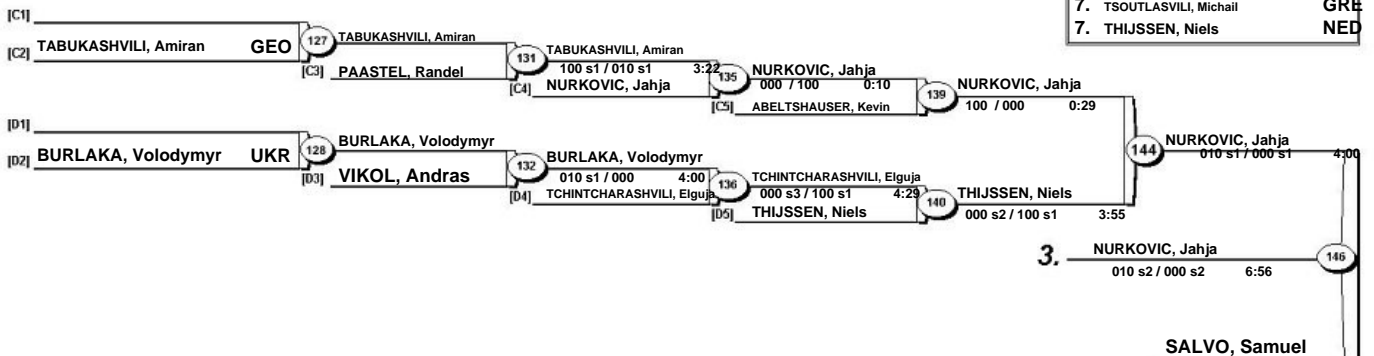 7. TSOUTLASVILI, Michail GRE
7. THIJSSEN, Niels NED
[C1]
[C2] TABUKASHVILI, Amiran GEO
127
TABUKASHVILI, Amiran
[C3] PAASTEL, Randel
131
TABUKASHVILI, Amiran
100 s1 / 010 s1 3:22
[C4] NURKOVIC, Jahja
135
NURKOVIC, Jahja
000 / 100 0:10
[C5] ABELTSHAUSER, Kevin
139
NURKOVIC, Jahja
100 / 000 0:29
[D1]
[D2] BURLAKA, Volodymyr UKR
128
BURLAKA, Volodymyr
[D3] VIKOL, Andras
132
BURLAKA, Volodymyr
010 s1 / 000 4:00
[D4] TCHINTCHARASHVILI, Elguja
136
TCHINTCHARASHVILI, Elguja
000 s3 / 100 s1 4:29
[D5] THIJSSEN, Niels
140
THIJSSEN, Niels
000 s2 / 100 s1 3:55
144
NURKOVIC, Jahja
010 s1 / 000 s1 4:00
3. NURKOVIC, Jahja
010 s2 / 000 s2 6:56
146
SALVO, Samuel